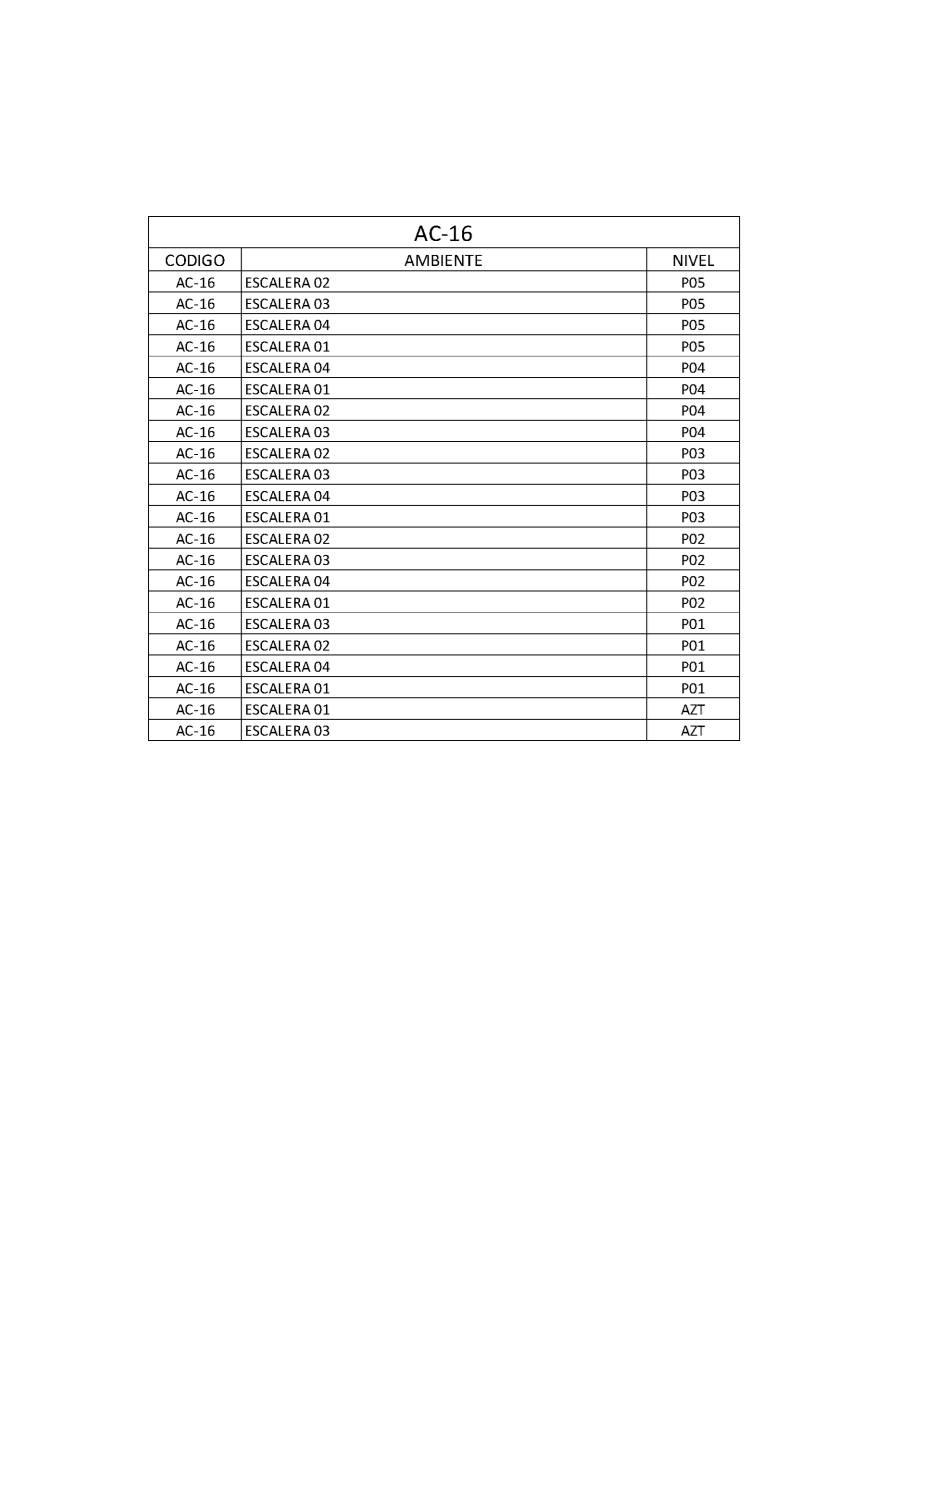 AC-16
CODIGO AMBIENTE NIVEL
AC-16 ESCALERA 02 P05
AC-16 ESCALERA 03 P05
AC-16 ESCALERA 04 P05
AC-16 ESCALERA 01 P05
AC-16 ESCALERA 04 P04
AC-16 ESCALERA 01 P04
AC-16 ESCALERA 02 P04
AC-16 ESCALERA 03 P04
AC-16 ESCALERA 02 P03
AC-16 ESCALERA 03 P03
AC-16 ESCALERA 04 P03
AC-16 ESCALERA 01 P03
AC-16 ESCALERA 02 P02
AC-16 ESCALERA 03 P02
AC-16 ESCALERA 04 P02
AC-16 ESCALERA 01 P02
AC-16 ESCALERA 03 P01
AC-16 ESCALERA 02 P01
AC-16 ESCALERA 04 P01
AC-16 ESCALERA 01 P01
AC-16 ESCALERA 01 AZT
AC-16 ESCALERA 03 AZT